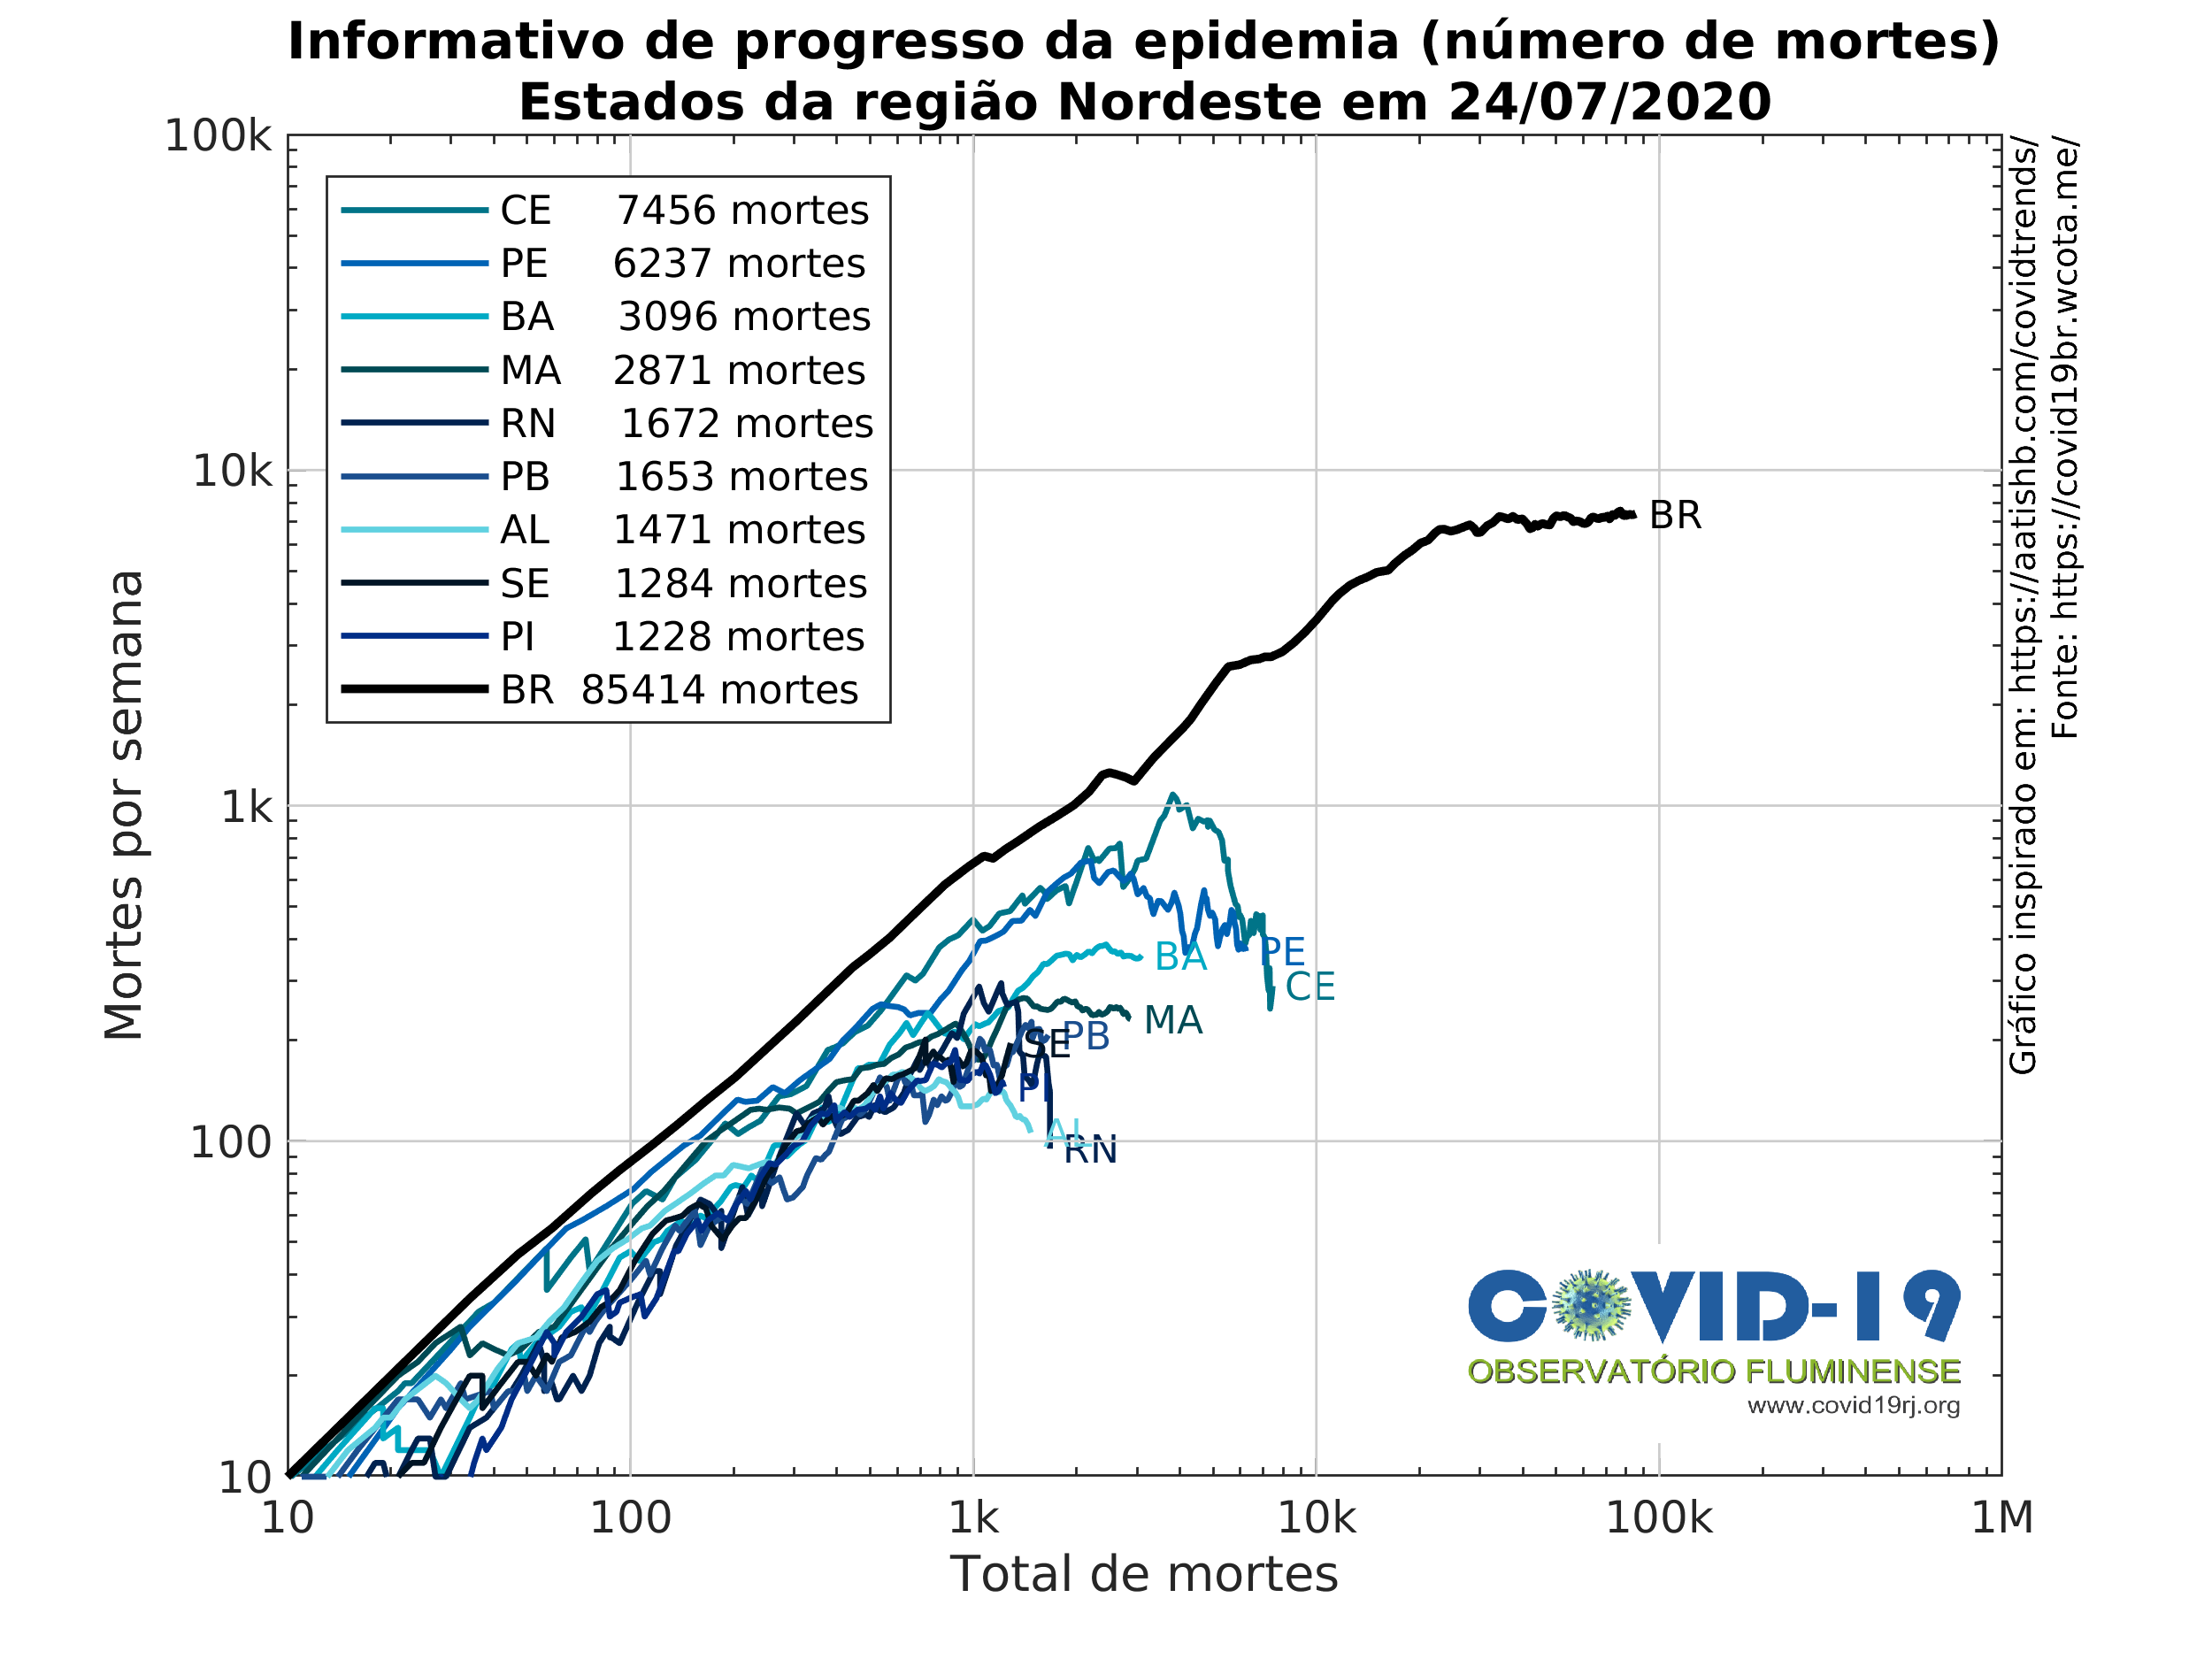 Informativo de progresso da epidemia (número de mortes)
Estados da região Nordeste em 24/07/2020
100k
10k
1k
100
10
Mortes por semana
CE 7456 mortes
PE 6237 mortes
BA 3096 mortes
MA 2871 mortes
RN 1672 mortes
PB 1653 mortes
AL 1471 mortes
SE 1284 mortes
PI 1228 mortes
BR 85414 mortes
BR
PE
BA
CE
MA
PB
SE
PI
AL
RN
10
100
1k
10k
100k
1M
Total de mortes
Gráfico inspirado em: https://aatishb.com/covidtrends/
Fonte: https://covid19br.wcota.me/
COVID-19
OBSERVATÓRIO FLUMINENSE
www.covid19rj.org